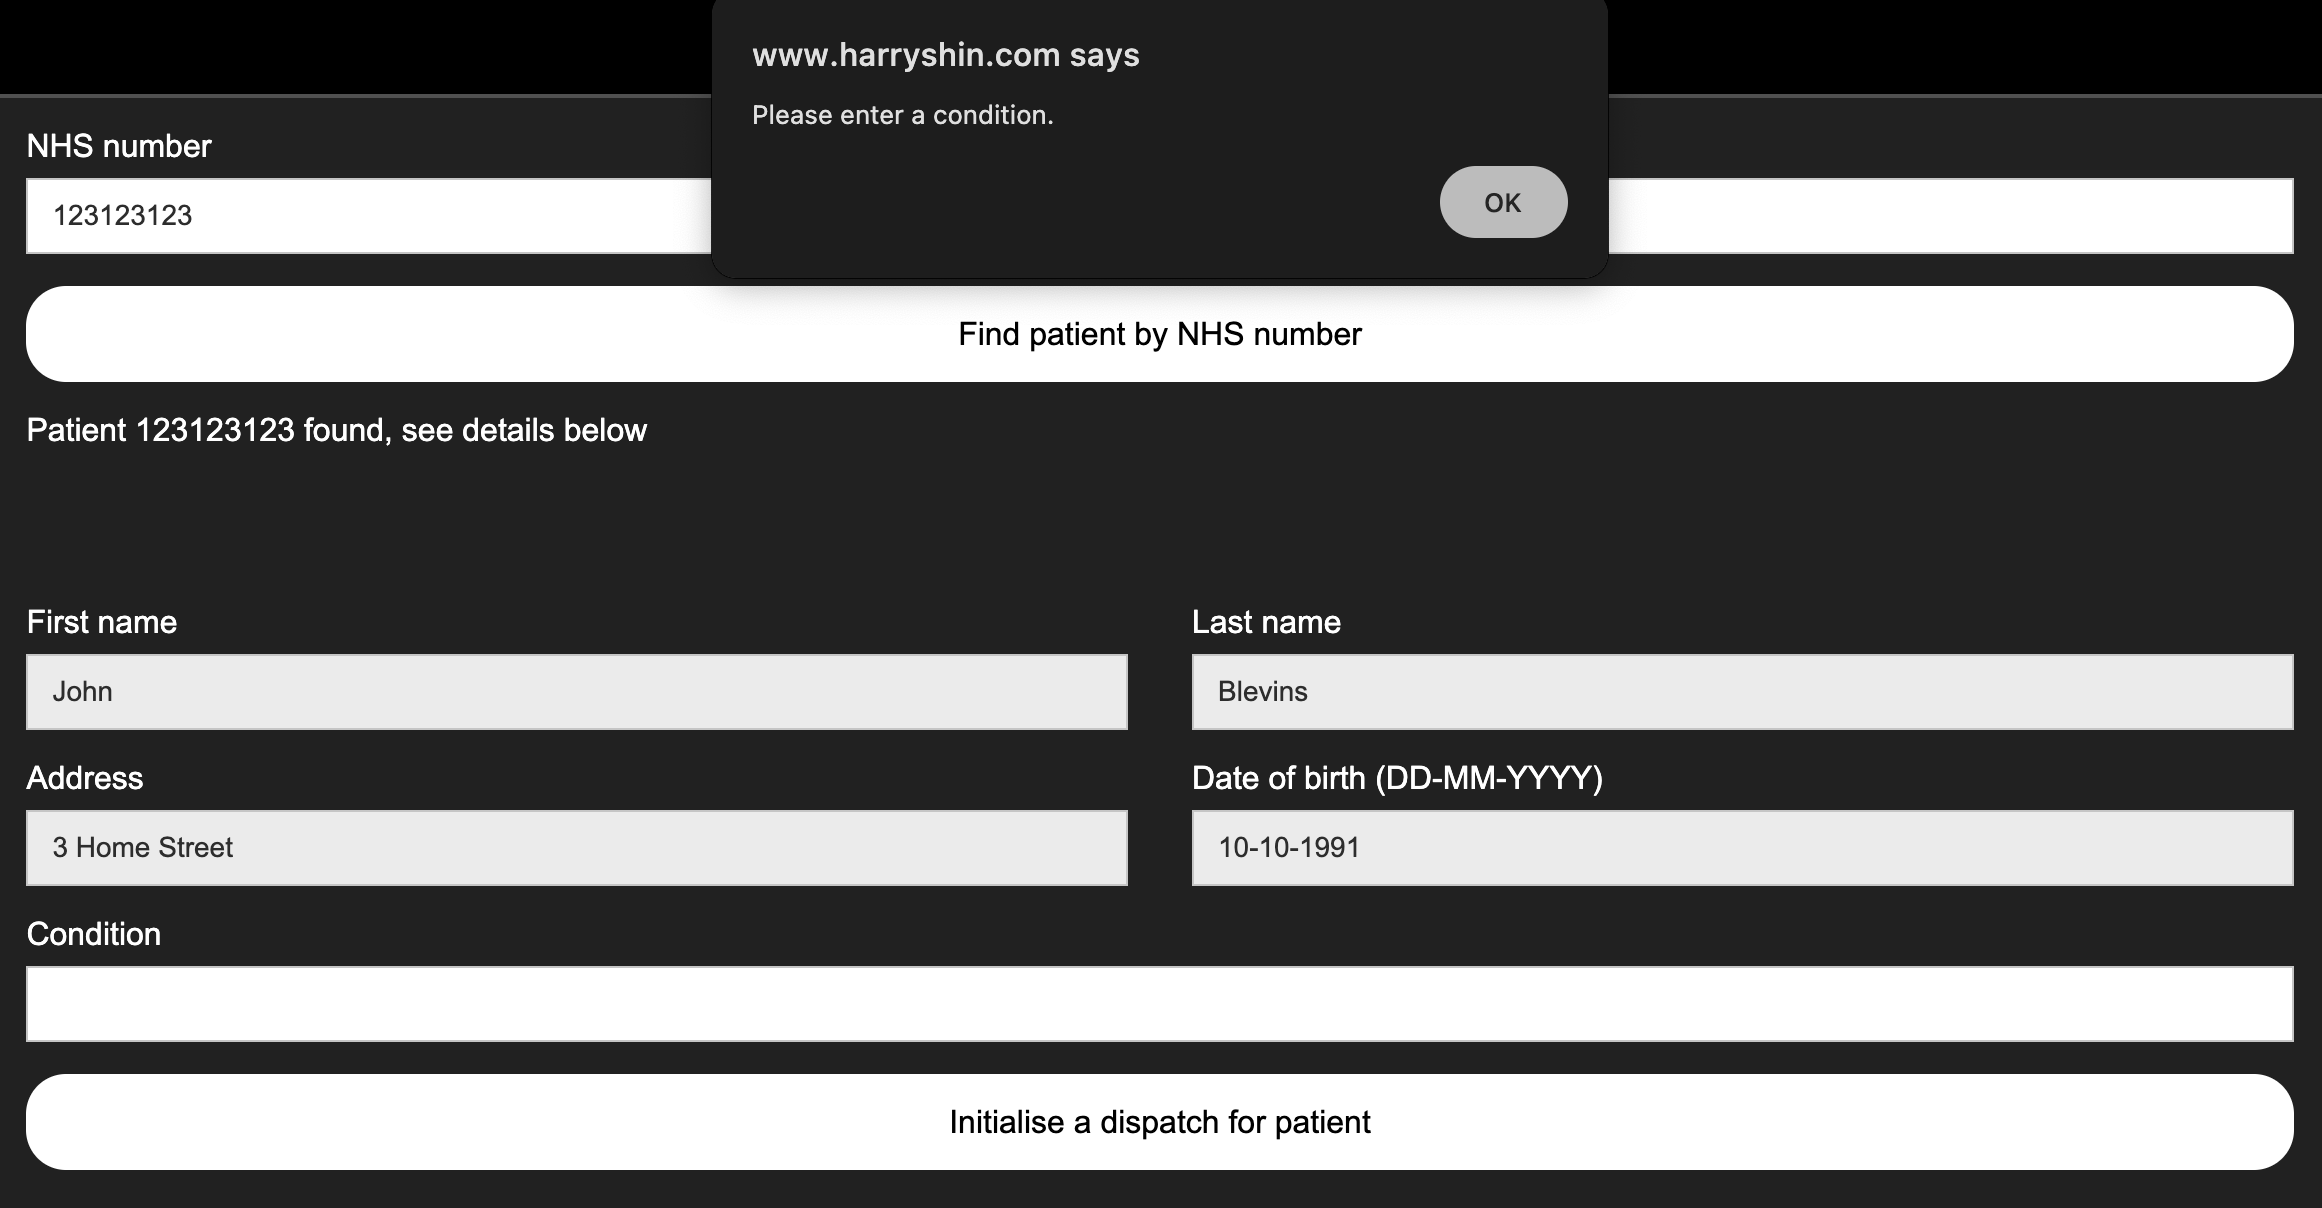 www.harryshin.com says
Please enter a condition.
OK
NHS number
123123123
Find patient by NHS number
Patient 123123123 found, see details below
First name
Last name
John
Blevins
Address
Date of birth (DD-MM-YYYY)
3 Home Street
10-10-1991
Condition
Initialise a dispatch for patient